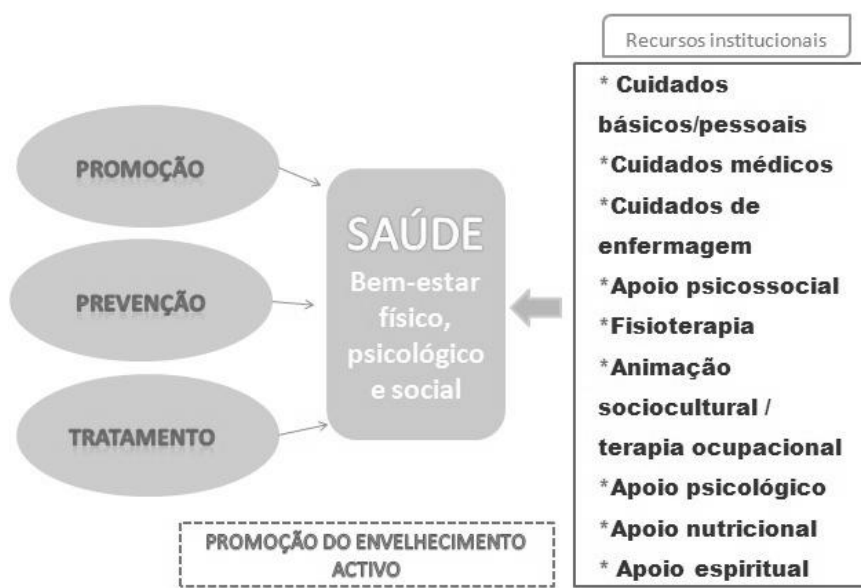 Recursos institucionais
PROMOÇÃO
PREVENÇÃO
TRATAMENTO
SAÚDE
Bem-estar
físico,
psicológico
e social
* Cuidados
básicos/pessoais
*Cuidados médicos
*Cuidados de
enfermagem
*Apoio psicossocial
*Fisioterapia
*Animação
sociocultural /
terapia ocupacional
*Apoio psicológico
*Apoio nutricional
* Apoio espiritual
PROMOÇÃO DO ENVELHECIMENTO
ACTIVO